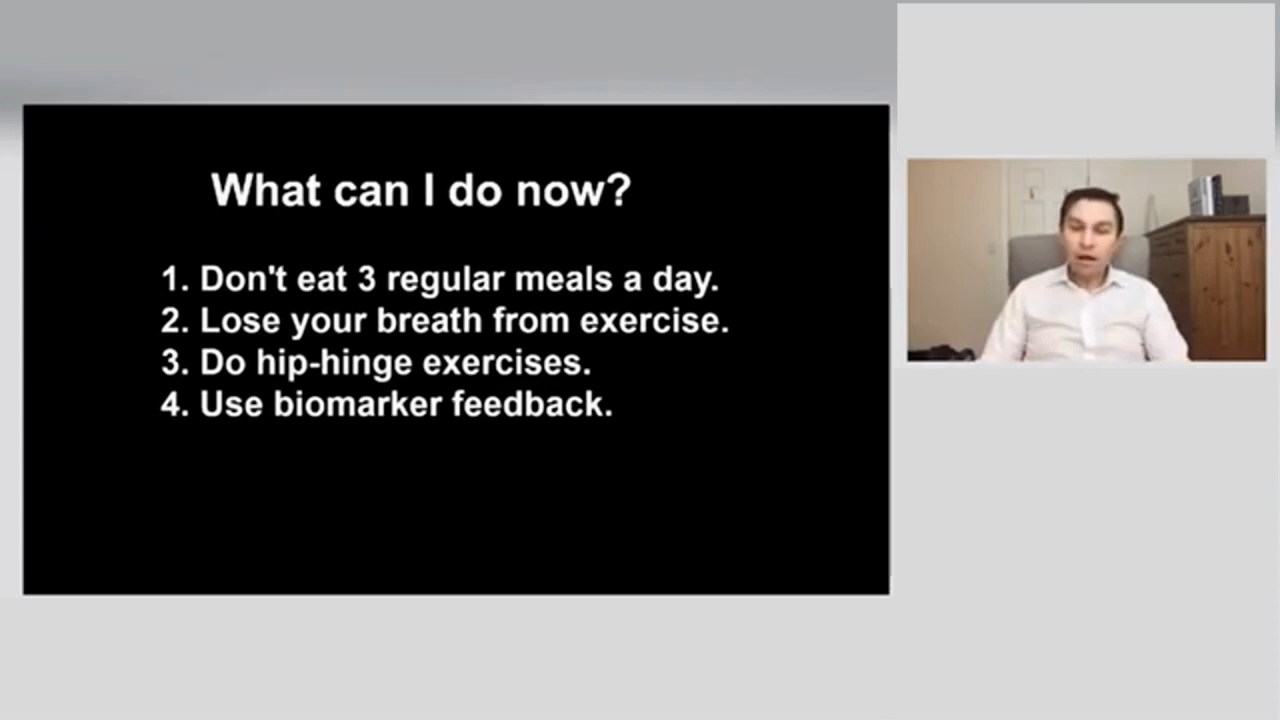 What can I do now?
1. Don't eat 3 regular meals a day.
2. Lose your breath from exercise.
3. Do hip-hinge exercises.
4. Use biomarker feedback.